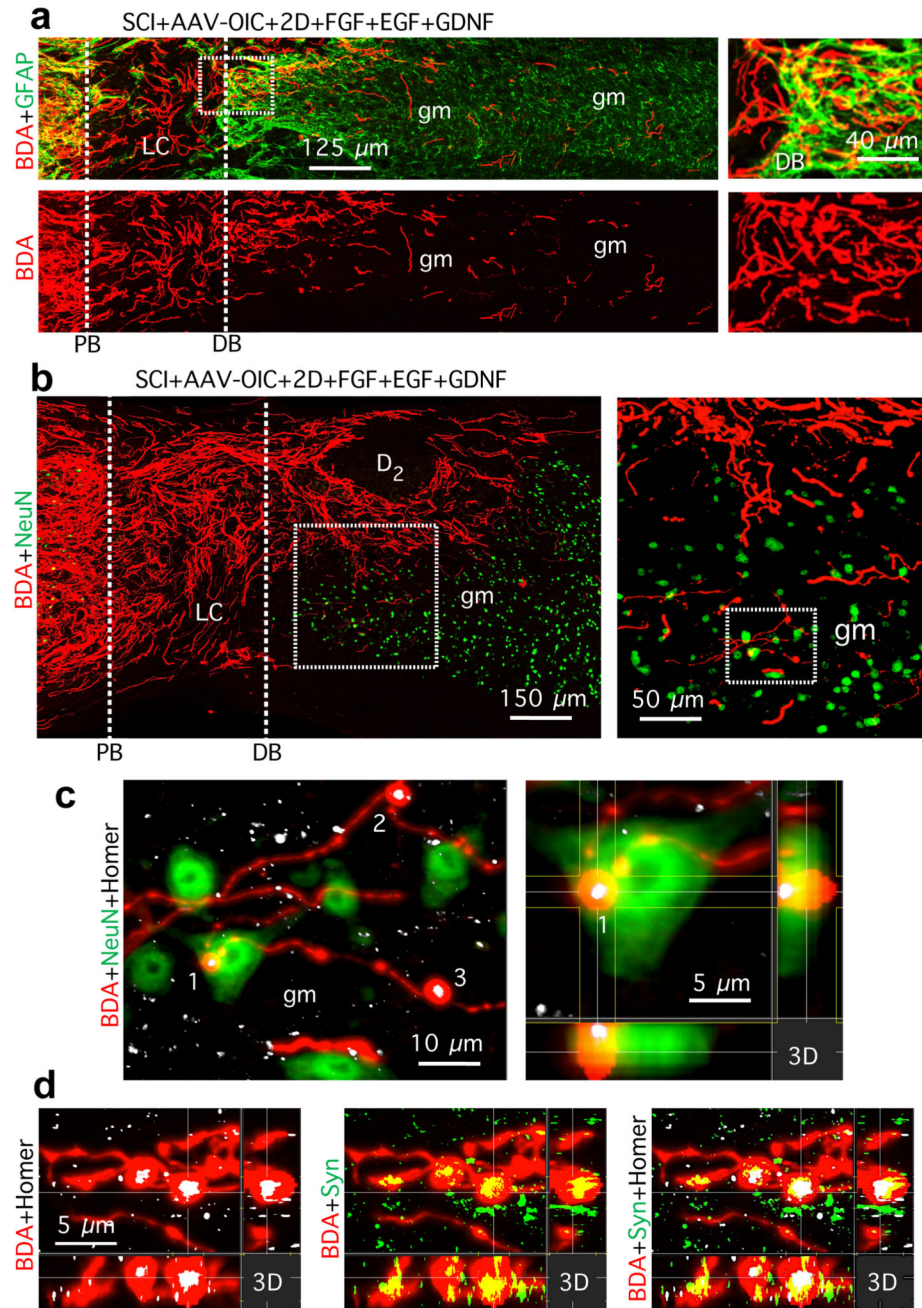 a
SCI+AAV-OIC+2D+FGF+EGF+GDNF
BDA+GFAP
LC
125 µm
gm
gm
DB
40 µm
BDA
gm
gm
PB
DB
b
SCI+AAV-OIC+2D+FGF+EGF+GDNF
BDA+NeuN
D2
LC
gm
150 µm
gm
50 µm
PB
DB
c
BDA+NeuN+Homer
2
1
3
gm
10 µm
1
5 µm
3D
d
BDA+Homer
5 µm
3D
BDA+Syn
3D
BDA+Syn+Homer
3D